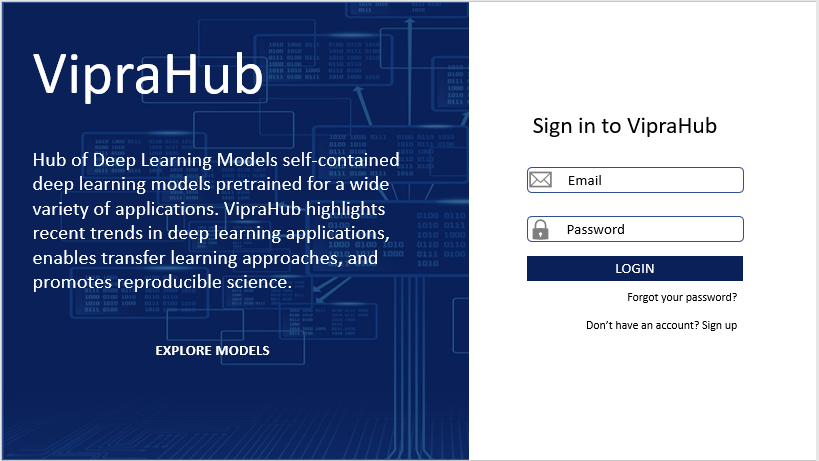 VipraHub
Hub of Deep Learning Models self-contained
deep learning models pretrained for a wide
variety of applications. VipraHub highlights
recent trends in deep learning applications,
enables transfer learning approaches, and
promotes reproducible science.
EXPLORE MODELS
Sign in to VipraHub
Email
Password
LOGIN
Forgot your password?
Don't have an account? Sign up